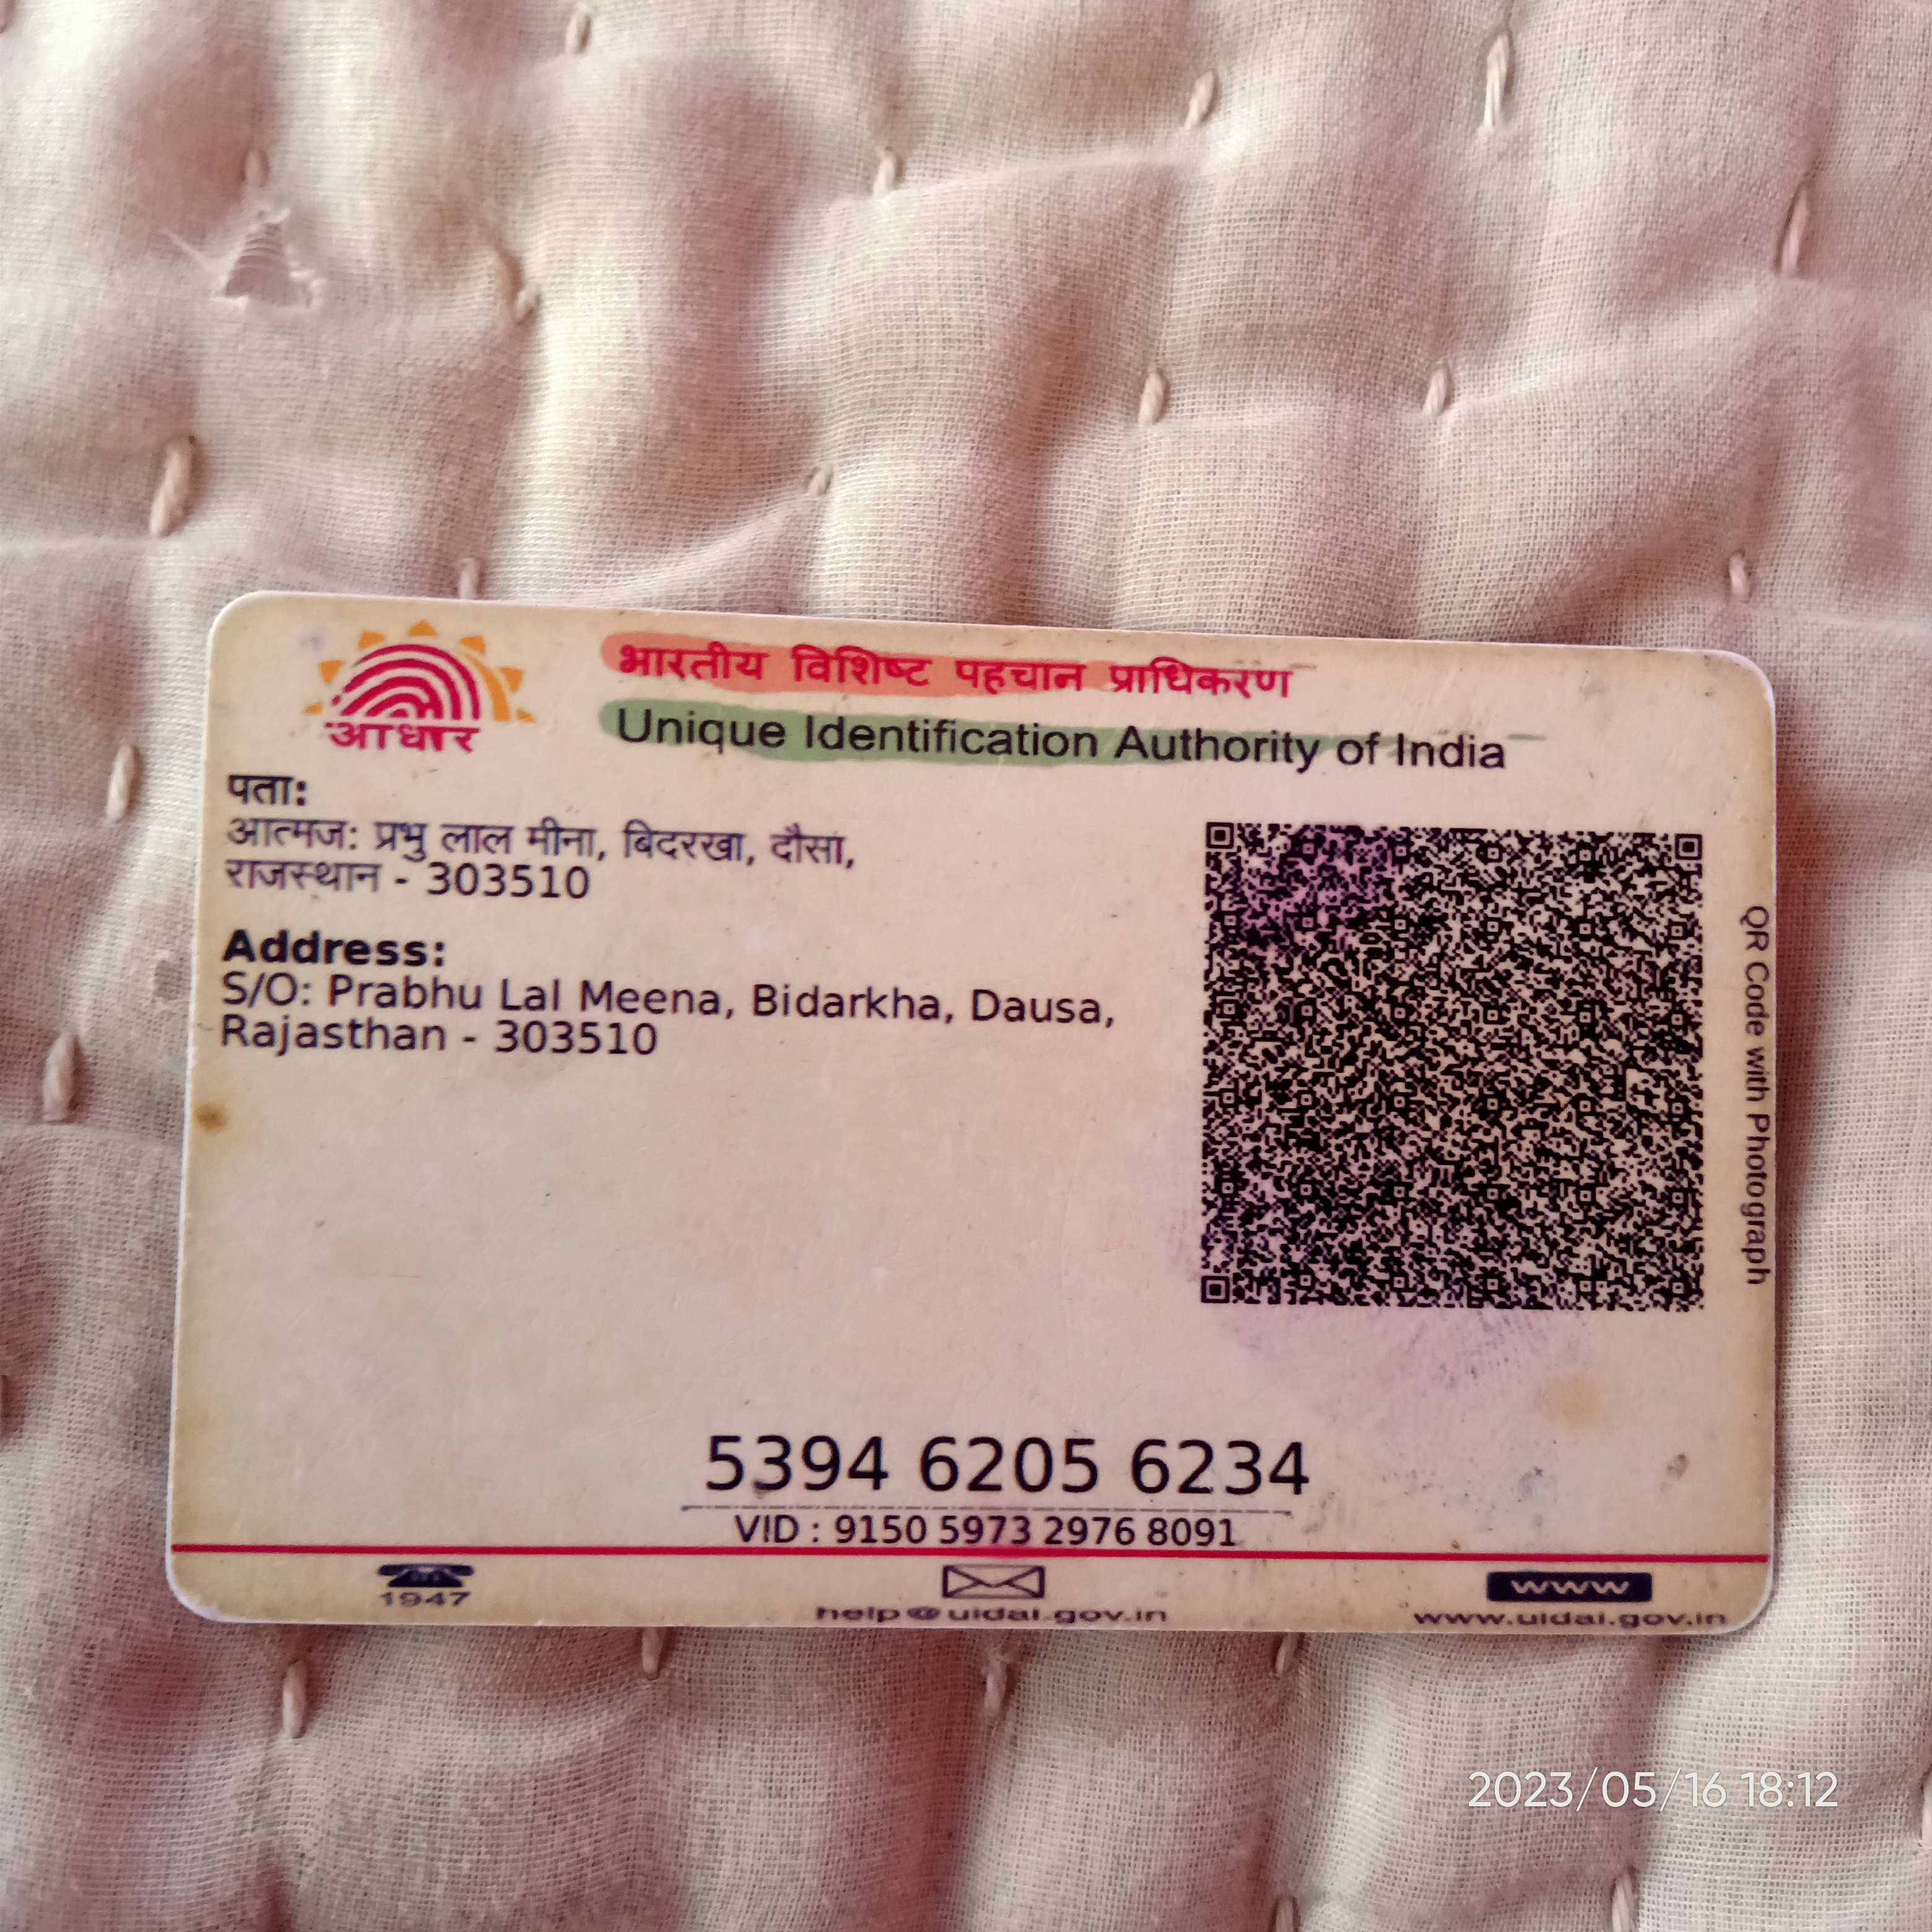 आधार
भारतीय विशिष्ट पहचान प्राधिकरण
Unique Identification Authority of India
पता:
आत्मज: प्रभु लाल मीना, बिदरखा, दौसा,
राजस्थान - 303510
Address:
S/O: Prabhu Lal Meena, Bidarkha, Dausa,
Rajasthan - 303510
QR Code with Photograph
5394 6205 6234
VID : 9150 5973 2976 8091
1947
help@uidai.gov.in
www
www.uidai.gov.in
2023/05/16 18:12